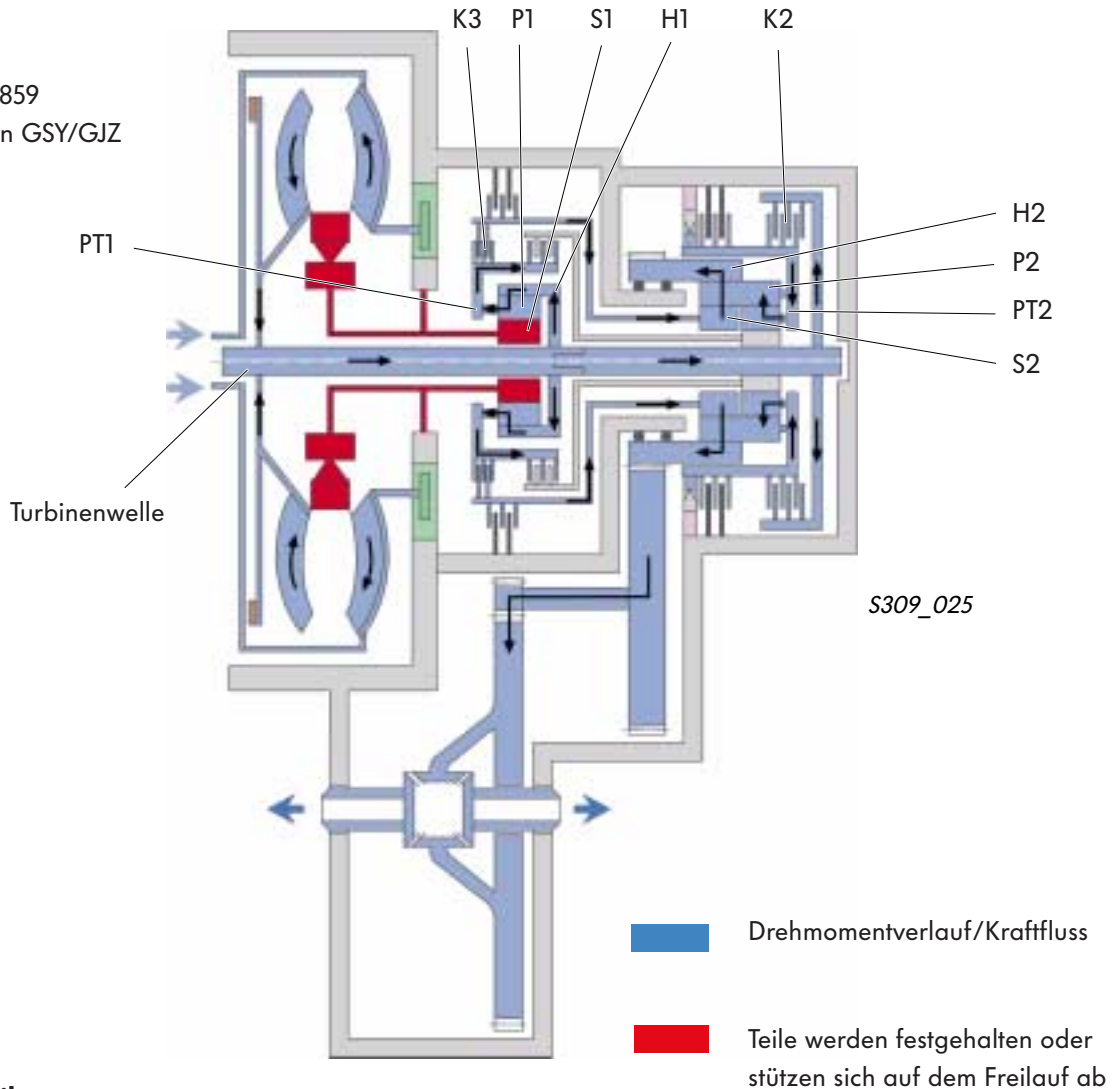 K3 P1 S1 H1 K2
859
n GSY/GJZ
H2
PT1
P2
PT2
S2
Turbinenwelle
S309_025
Drehmomentverlauf/Kraftfluss
Teile werden festgehalten oder
stützen sich auf dem Freilauf ab